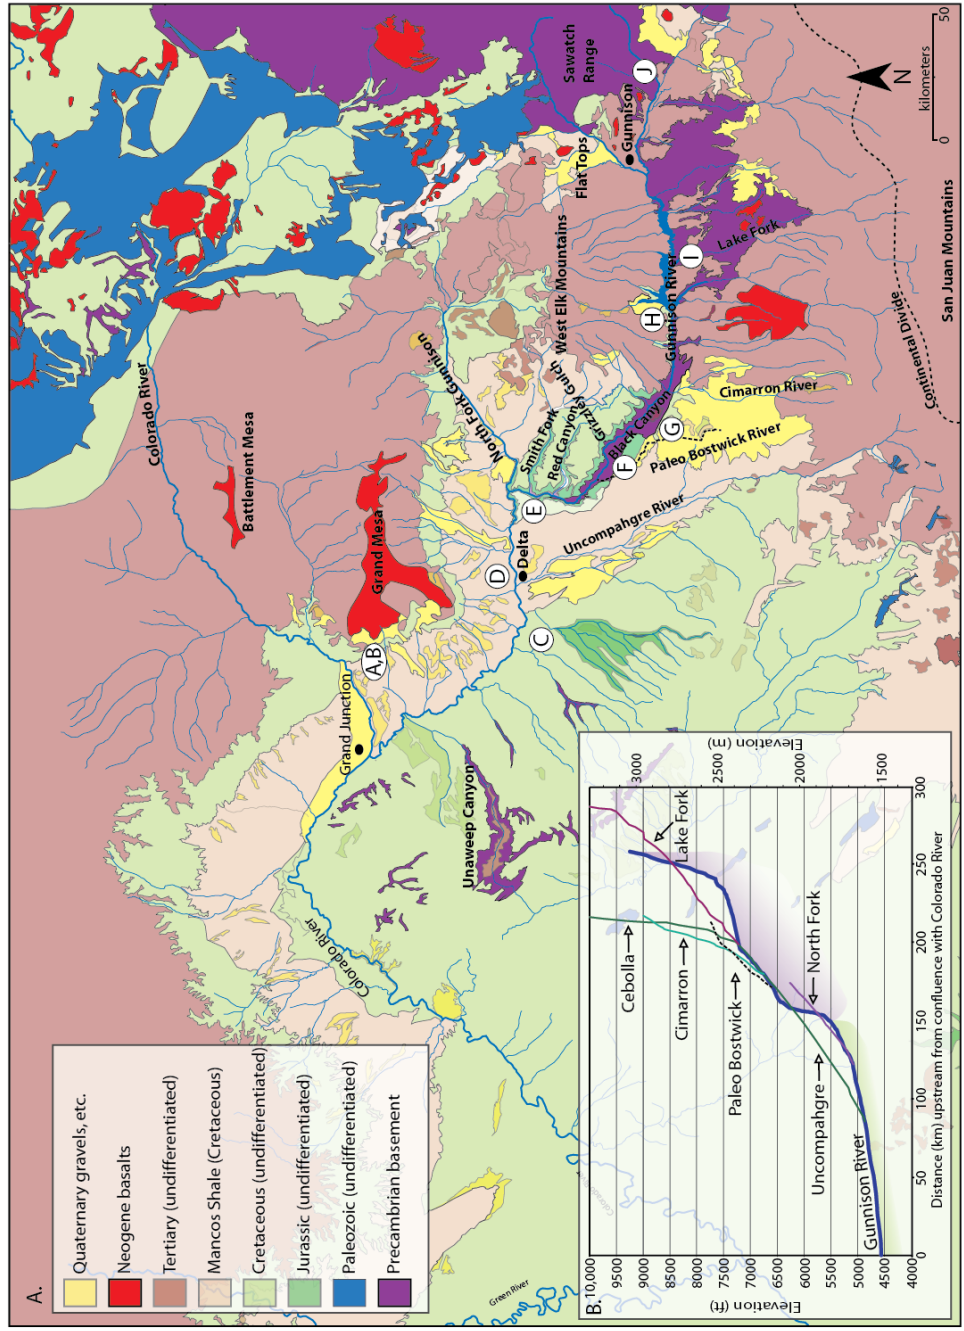 A.
Quaternary gravels, etc.
Neogene basalts
Tertiary (undifferentiated)
Mancos Shale (Cretaceous)
Cretaceous (undifferentiated)
Jurassic (undifferentiated)
Paleozoic (undifferentiated)
Precambrian basement
Green River
Colorado River
Grand Junction
Unaweep Canyon
Colorado River
Battlement Mesa
Grand Mesa
A,B
C
D
Delta
E
Uncompahgre River
North Fork Gunnison
Smith Fork
Red Canyon
Grizzley Gulch
West Elk Mountains
Black Canyon
F
G
Paleo Bostwick River
Cimarron River
Gunnison River
H
I
Lake Fork
Flat Tops
Gunnison
J
Sawatch
Range
Continental Divide
San Juan Mountains
N
50
kilometers
0
B.
10,000
9500
9000
8500
8000
7500
7000
6500
6000
5500
5000
4500
4000
Elevation (ft)
3000
2500
2000
1500
Elevation (m)
Cebolla
Cimarron
Paleo Bostwick
Uncompahgre
Lake Fork
North Fork
Gunnison River
0
50
100
150
200
250
300
Distance (km) upstream from confluence with Colorado River